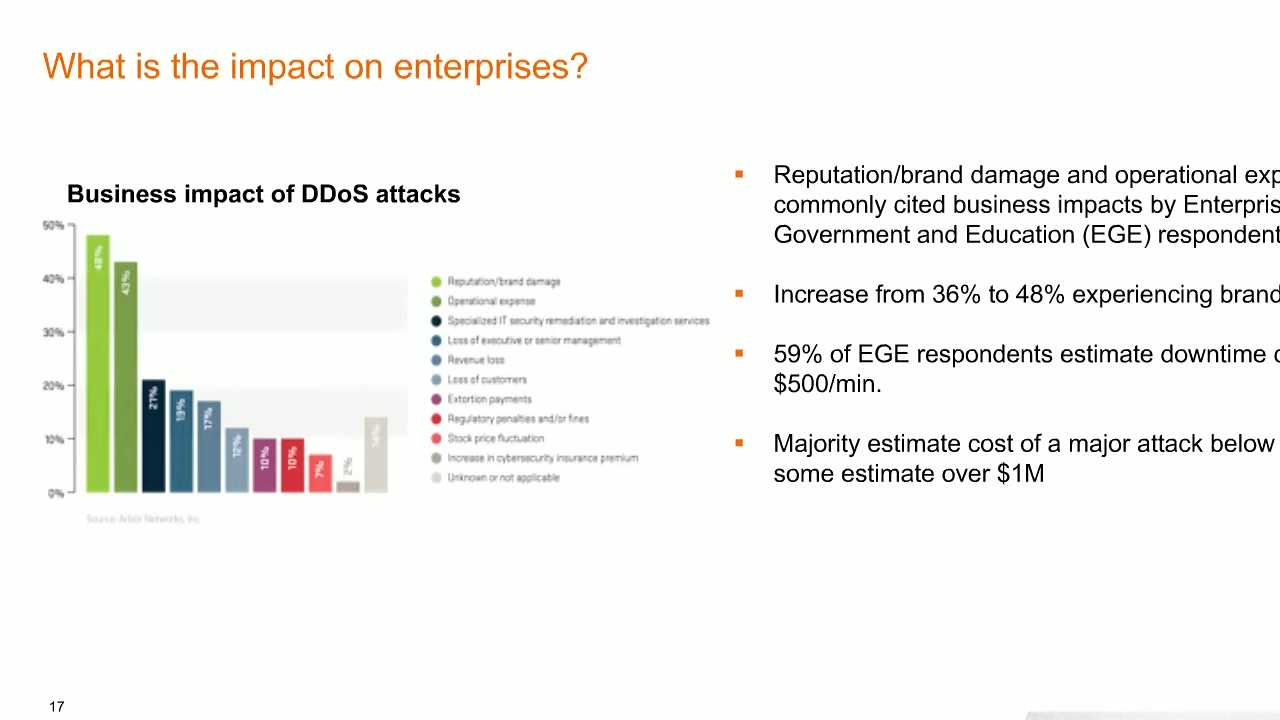 What is the impact on enterprises?
Business impact of DDoS attacks
50%
40%
30%
20%
10%
0%
48%
43%
21%
19%
17%
12%
10%
10%
7%
2%
14%
Reputation/brand damage
Operational expense
Specialized IT security remediation and investigation services
Loss of executive or senior management
Revenue loss
Loss of customers
Extortion payments
Regulatory penalties and/or fines
Stock price fluctuation
Increase in cybersecurity insurance premium
Unknown or not applicable
Source: Arbor Networks, Inc.
Reputation/brand damage and operational exp
commonly cited business impacts by Enterpris
Government and Education (EGE) respondent
Increase from 36% to 48% experiencing brand
59% of EGE respondents estimate downtime
$500/min.
Majority estimate cost of a major attack below
some estimate over $1M
17